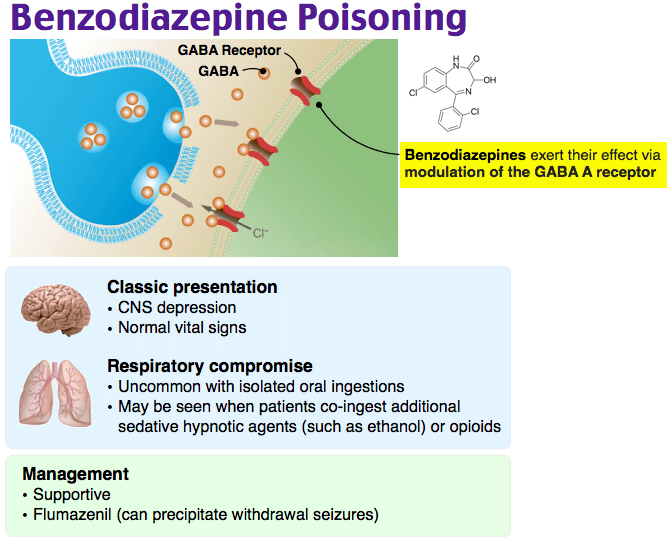 Benzodiazepine Poisoning
GABA Receptor
GABA
Cl⁻
H
N
O
OH
N
Cl
Cl
Benzodiazepines exert their effect via
modulation of the GABA A receptor
Classic presentation
• CNS depression
• Normal vital signs
Respiratory compromise
• Uncommon with isolated oral ingestions
• May be seen when patients co-ingest additional
sedative hypnotic agents (such as ethanol) or opioids
Management
• Supportive
• Flumazenil (can precipitate withdrawal seizures)